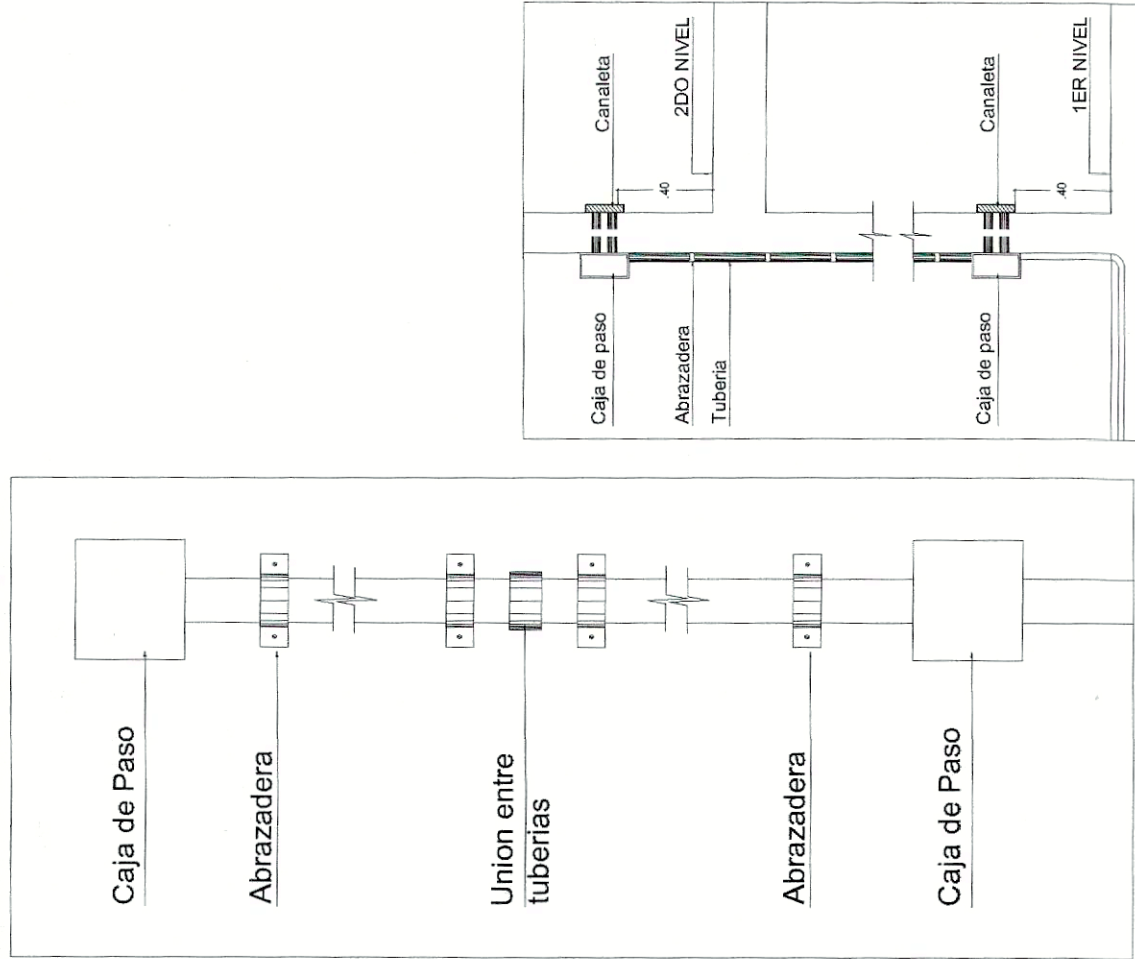 Caja de Paso
Abrazadera
Union entre
tuberias
Abrazadera
Caja de Paso
Caja de paso
Abrazadera
Tuberia
Caja de paso
Canaleta
2DO NIVEL
.40
Canaleta
1ER NIVEL
.40